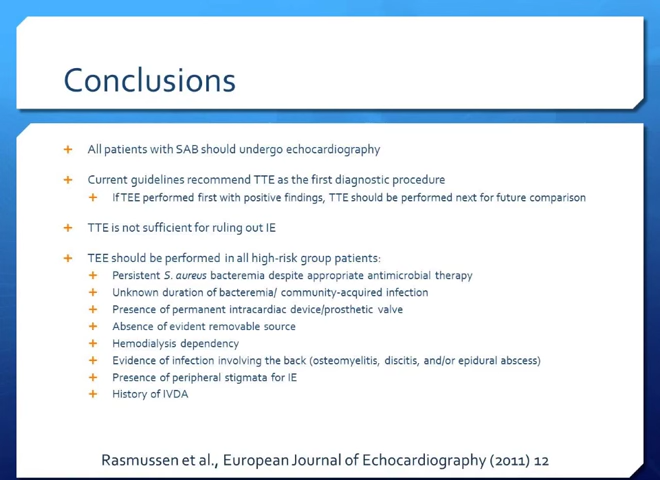 Conclusions
All patients with SAB should undergo echocardiography
Current guidelines recommend TTE as the first diagnostic procedure
If TEE performed first with positive findings, TTE should be performed next for future comparison
TTE is not sufficient for ruling out IE
TEE should be performed in all high-risk group patients:
Persistent S. aureus bacteremia despite appropriate antimicrobial therapy
Unknown duration of bacteremia/ community-acquired infection
Presence of permanent intracardiac device/prosthetic valve
Absence of evident removable source
Hemodialysis dependency
Evidence of infection involving the back (osteomyelitis, discitis, and/or epidural abscess)
Presence of peripheral stigmata for IE
History of IVDA
Rasmussen et al., European Journal of Echocardiography (2011) 12